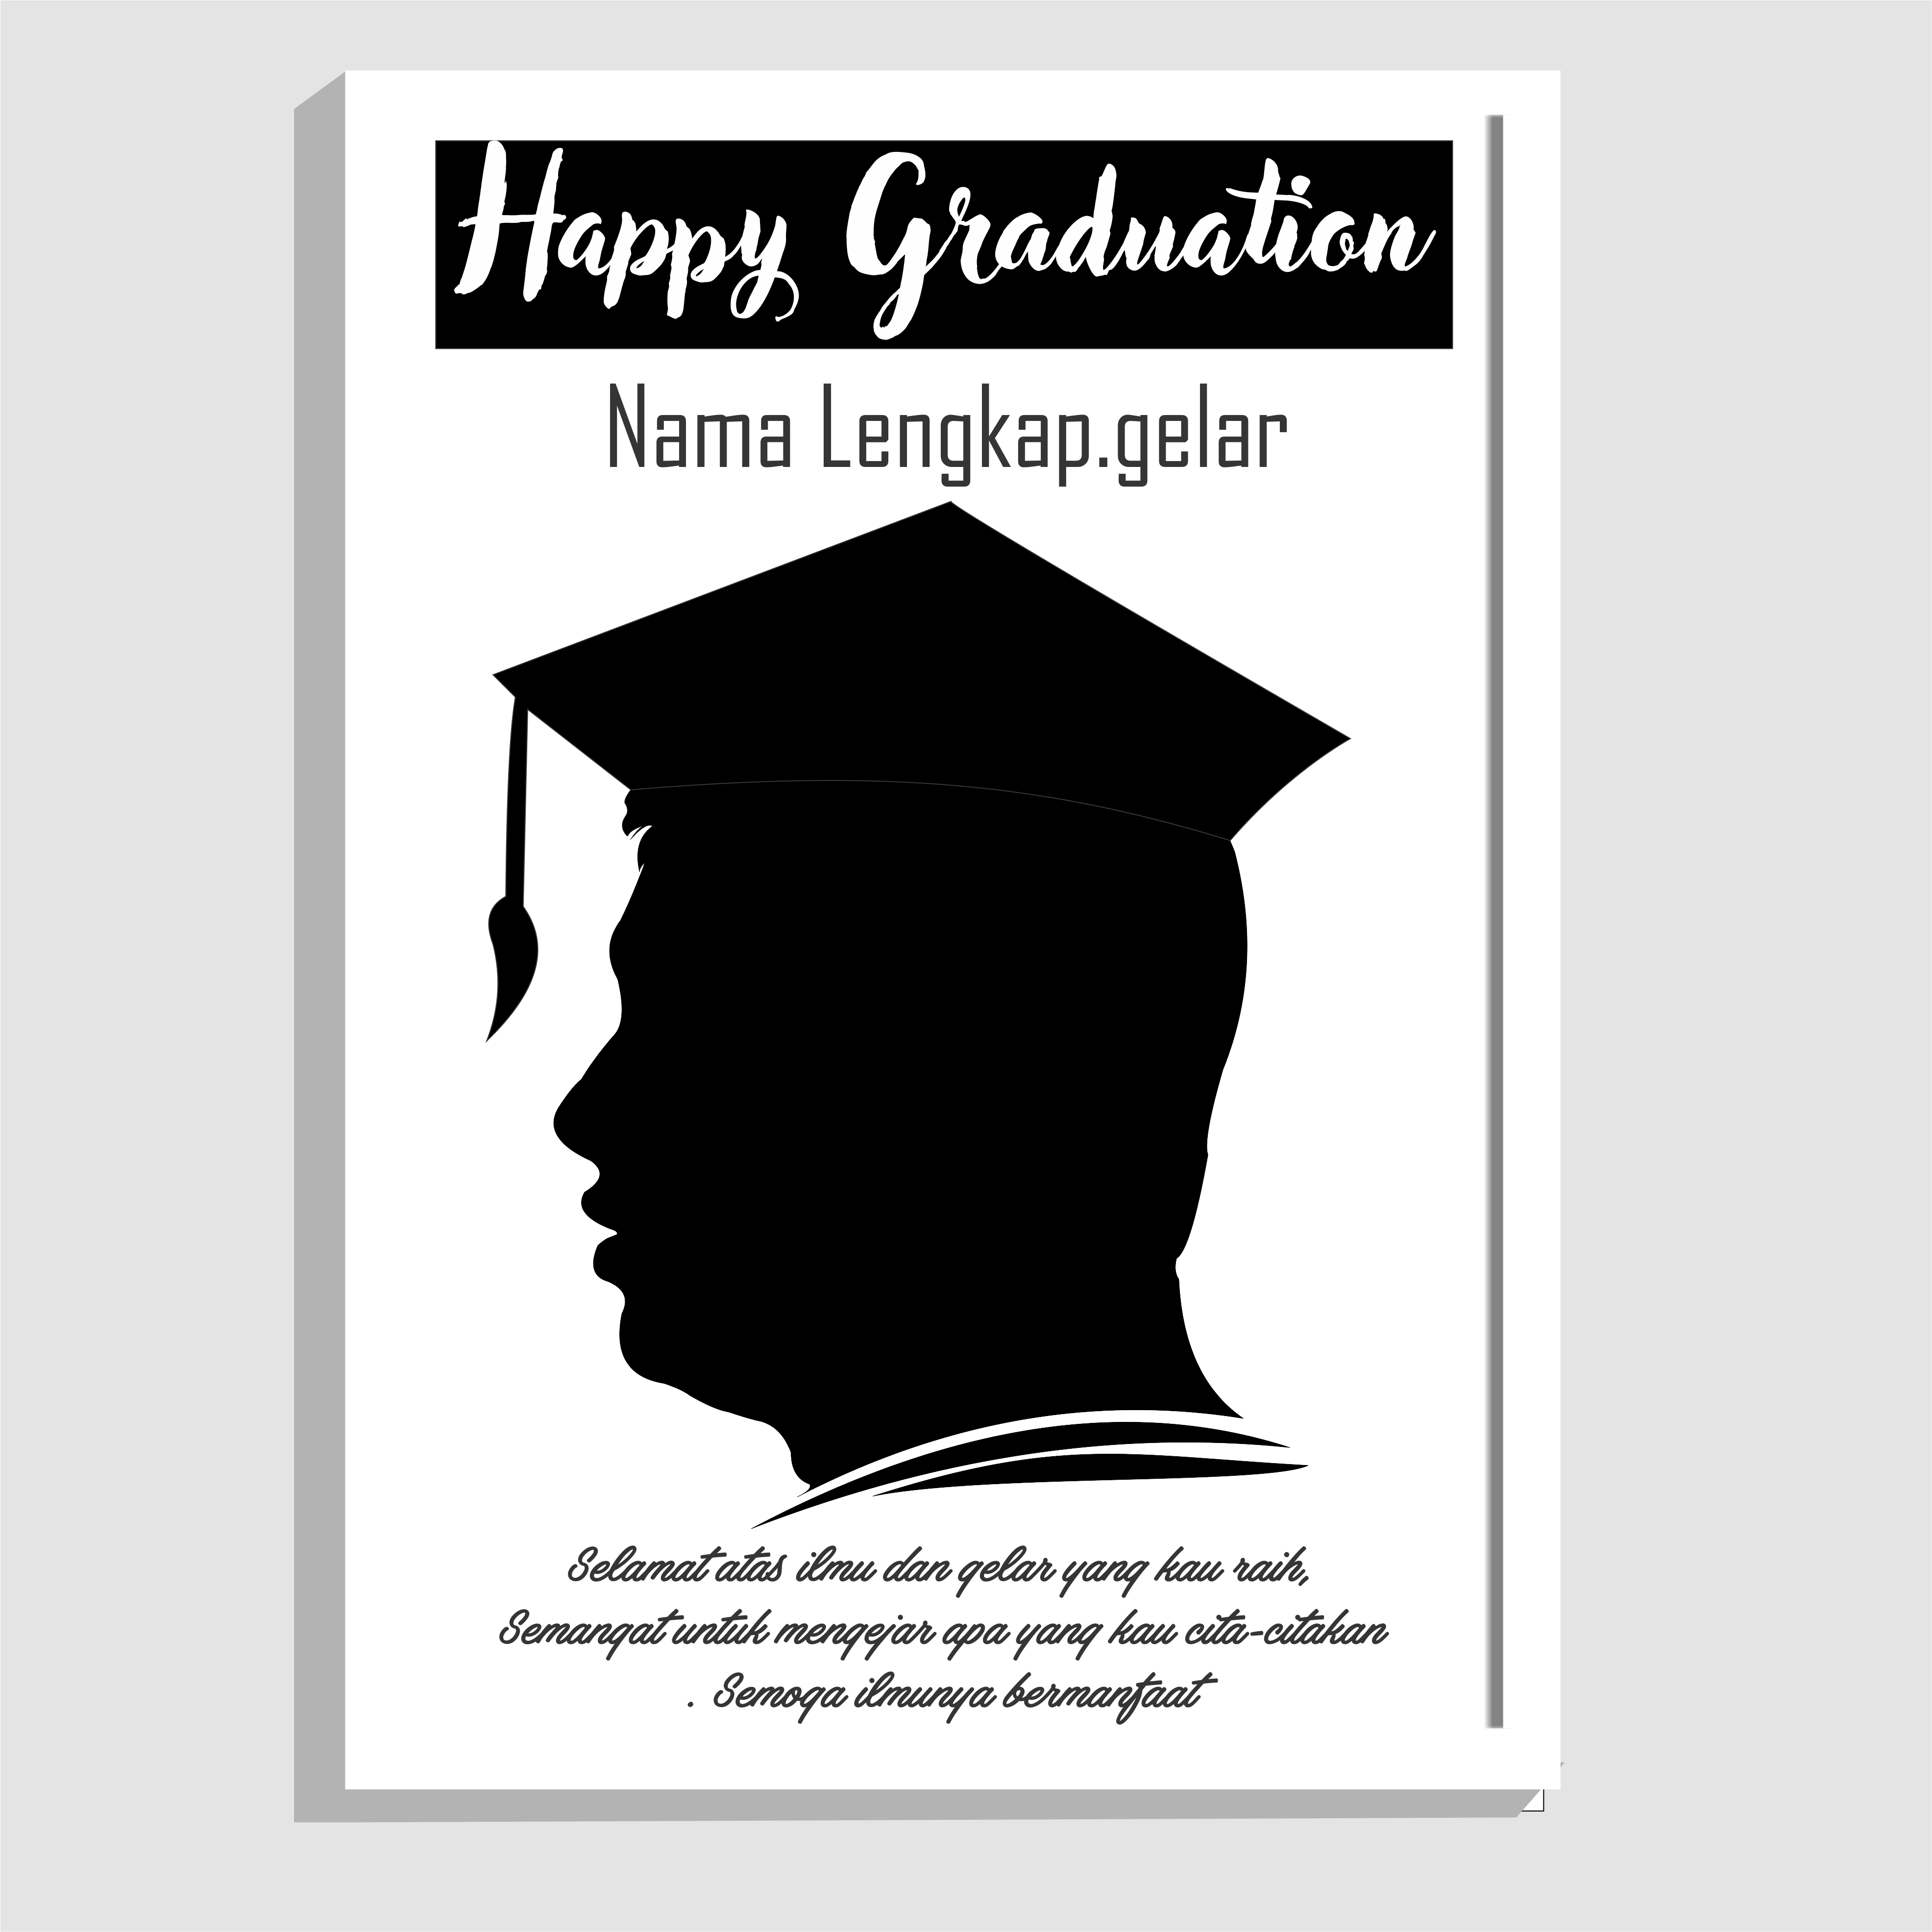 Happy Graduation
Nama Lengkap.gelar
Selamat atas ilmu dan gelar yang kau raih,
Semangat untuk mengejar apa yang kau cita-citakan
. Semoga ilmunya bermanfaat